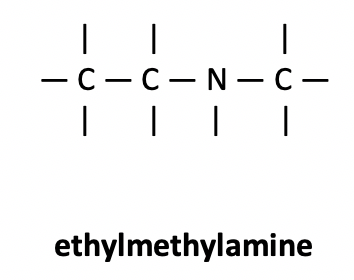 — C — C — N — C —
ethylmethylamine